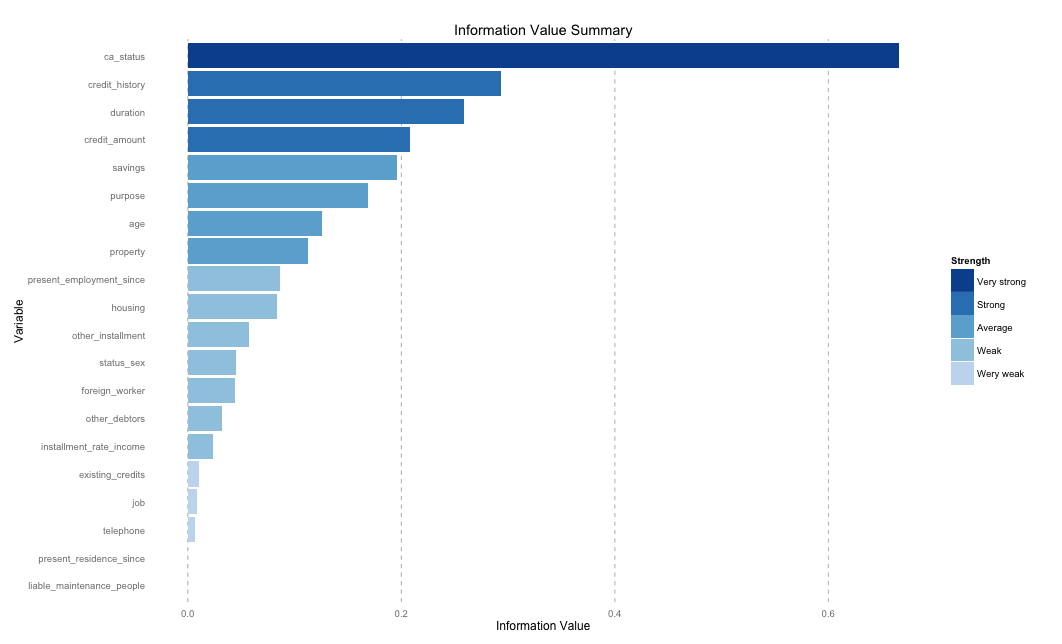 Information Value Summary
Variable
ca_status
credit_history
duration
credit_amount
savings
purpose
age
property
present_employment_since
housing
other_installment
status_sex
foreign_worker
other_debtors
installment_rate_income
existing_credits
job
telephone
present_residence_since
liable_maintenance_people
0.0 0.2 0.4 0.6
Information Value
Strength
Very strong
Strong
Average
Weak
Wery weak